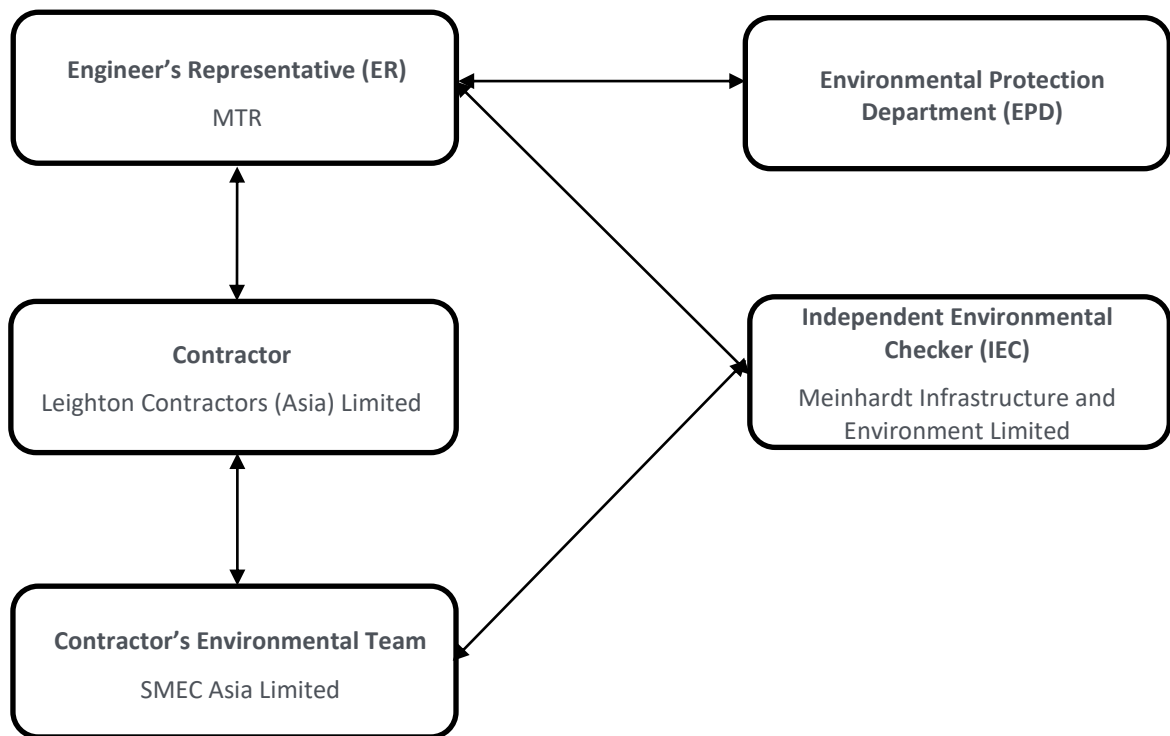 Engineer’s Representative (ER)
MTR
Environmental Protection
Department (EPD)
Contractor
Leighton Contractors (Asia) Limited
Independent Environmental
Checker (IEC)
Meinhardt Infrastructure and
Environment Limited
Contractor’s Environmental Team
SMEC Asia Limited